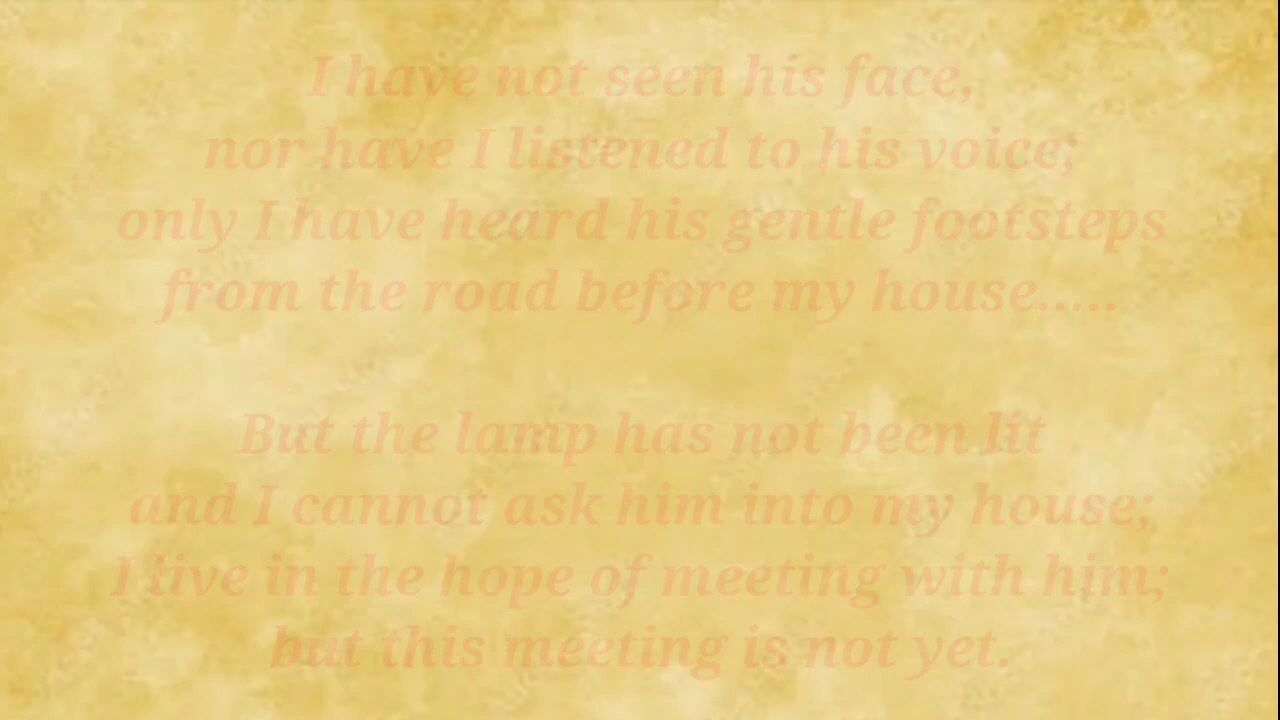 I have not seen his face,
nor have I listened to his voice;
only I have heard his gentle footsteps
from the road before my house.....
But the lamp has not been lit
and I cannot ask him into my house;
I live in the hope of meeting with him;
but this meeting is not yet.